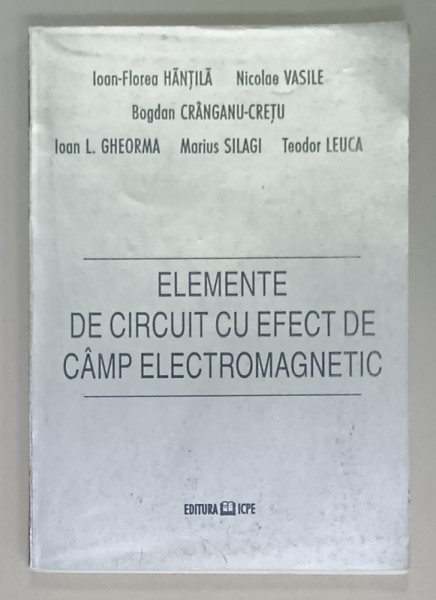 Ioan-Florea HĂNŢILĂ Nicolae VASILE
Bogdan CRÂNGANU-CREŢU
Ioan L. GHEORMA Marius SILAGI Teodor LEUCA
ELEMENTE
DE CIRCUIT CU EFECT DE
CÂMP ELECTROMAGNETIC
EDITURA ICPE